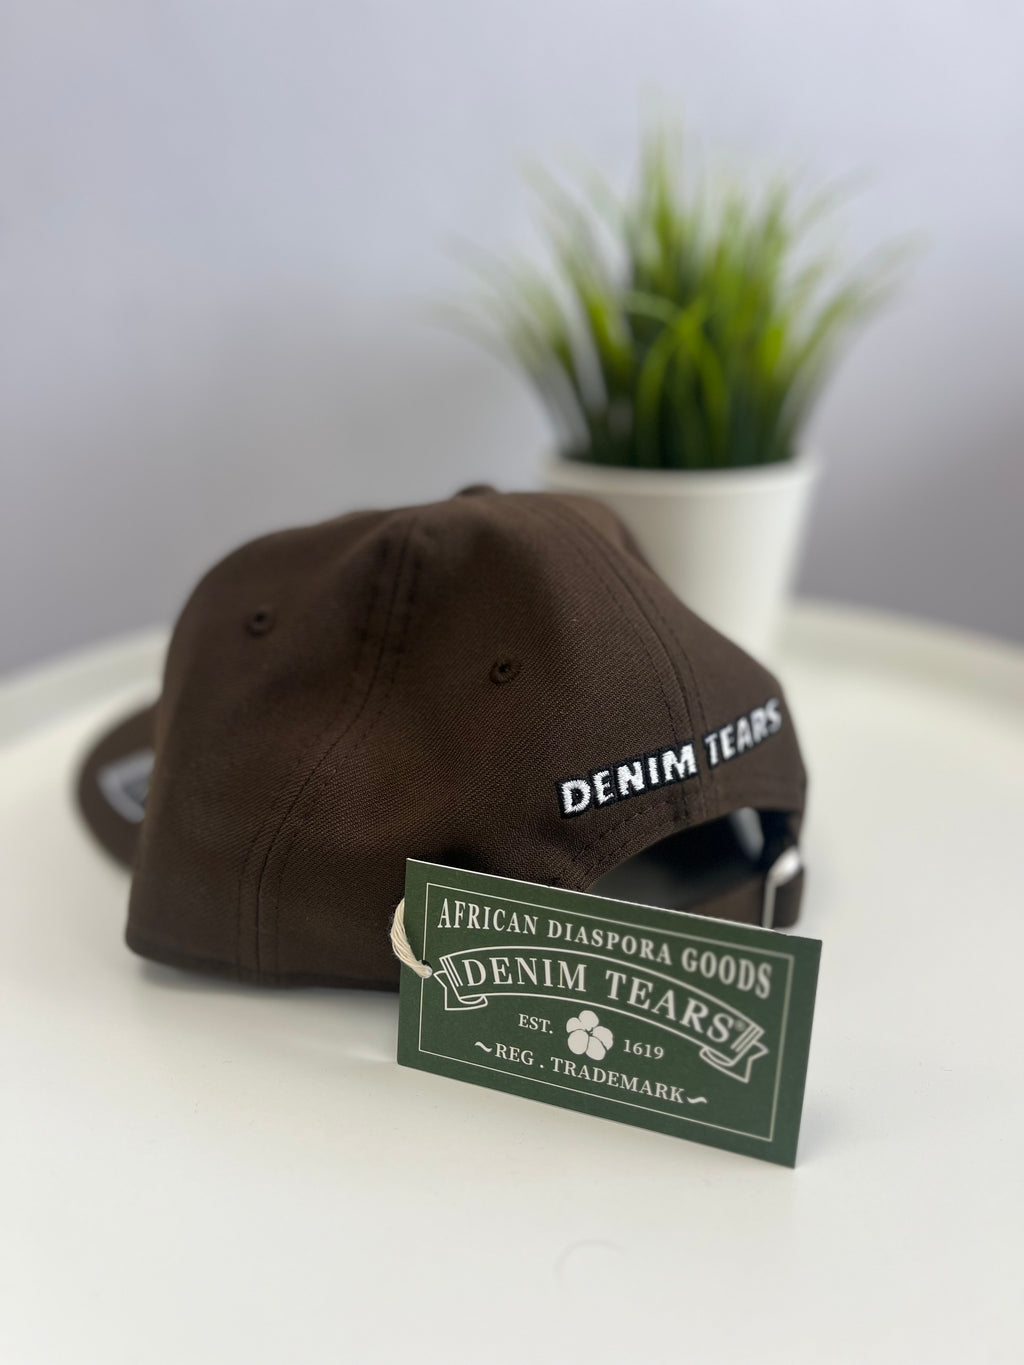 DENIM TEARS
AFRICAN DIASPORA GOODS
DENIM TEARS®
EST. 1619
~REG . TRADEMARK~